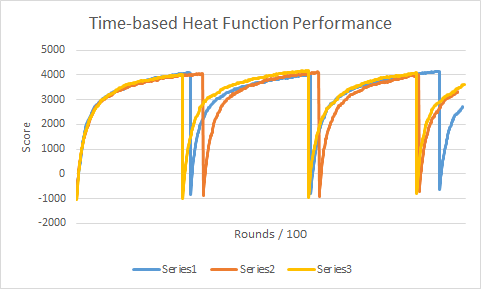 Time-based Heat Function Performance
5000
4000
3000
2000
1000
0
-1000
-2000
Score
Rounds / 100
Series1 Series2 Series3